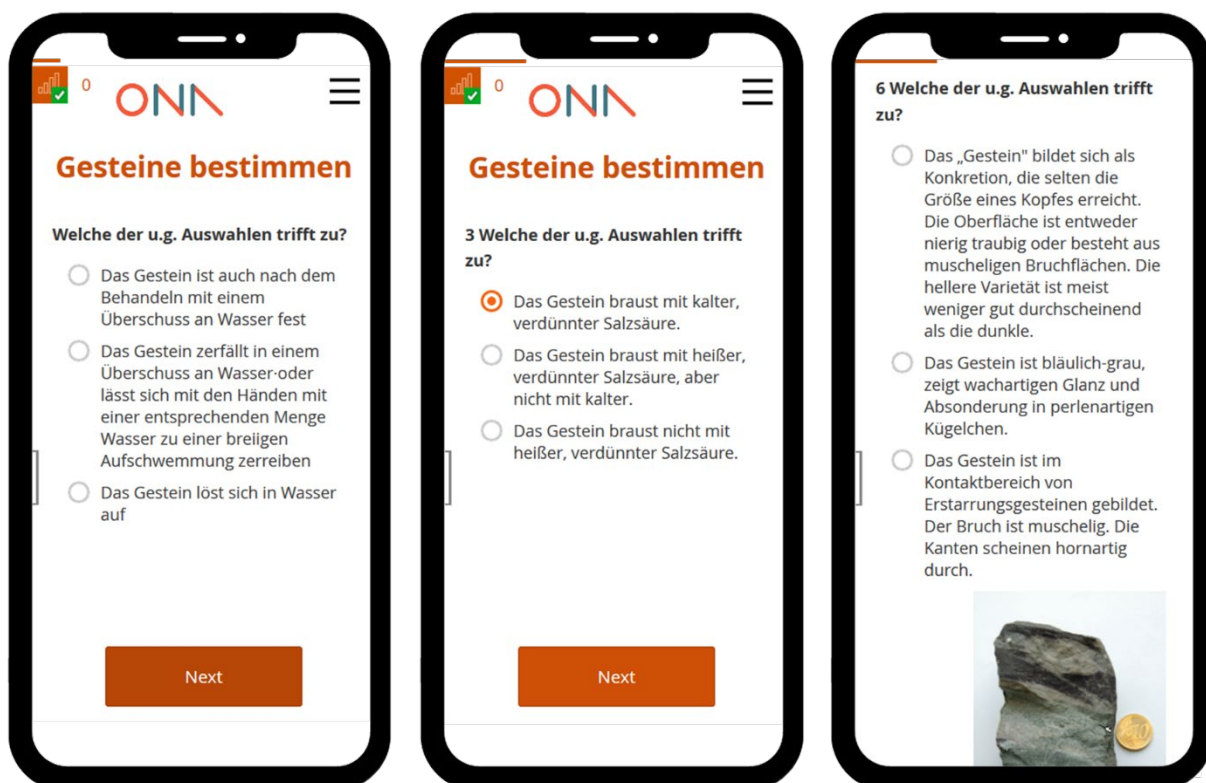 0
ONA
Gesteine bestimmen
Welche der u.g. Auswahlen trifft zu?
Das Gestein ist auch nach dem
Behandeln mit einem
Überschuss an Wasser fest
Das Gestein zerfällt in einem
Überschuss an Wasser·oder
lässt sich mit den Händen mit
einer entsprechenden Menge
Wasser zu einer breiigen
Aufschwemmung zerreiben
Das Gestein löst sich in Wasser
auf
Next
0
ONA
Gesteine bestimmen
3 Welche der u.g. Auswahlen trifft
zu?
Das Gestein braust mit kalter,
verdünnter Salzsäure.
Das Gestein braust mit heißer,
verdünnter Salzsäure, aber
nicht mit kalter.
Das Gestein braust nicht mit
heißer, verdünnter Salzsäure.
Next
6 Welche der u.g. Auswahlen trifft
zu?
Das „Gestein" bildet sich als
Konkretion, die selten die
Größe eines Kopfes erreicht.
Die Oberfläche ist entweder
nierig traubig oder besteht aus
muscheligen Bruchflächen. Die
hellere Varietät ist meist
weniger gut durchscheinend
als die dunkle.
Das Gestein ist bläulich-grau,
zeigt wachartigen Glanz und
Absonderung in perlenartigen
Kügelchen.
Das Gestein ist im
Kontaktbereich von
Erstarrungsgesteinen gebildet.
Der Bruch ist muschelig. Die
Kanten scheinen hornartig
durch.
10